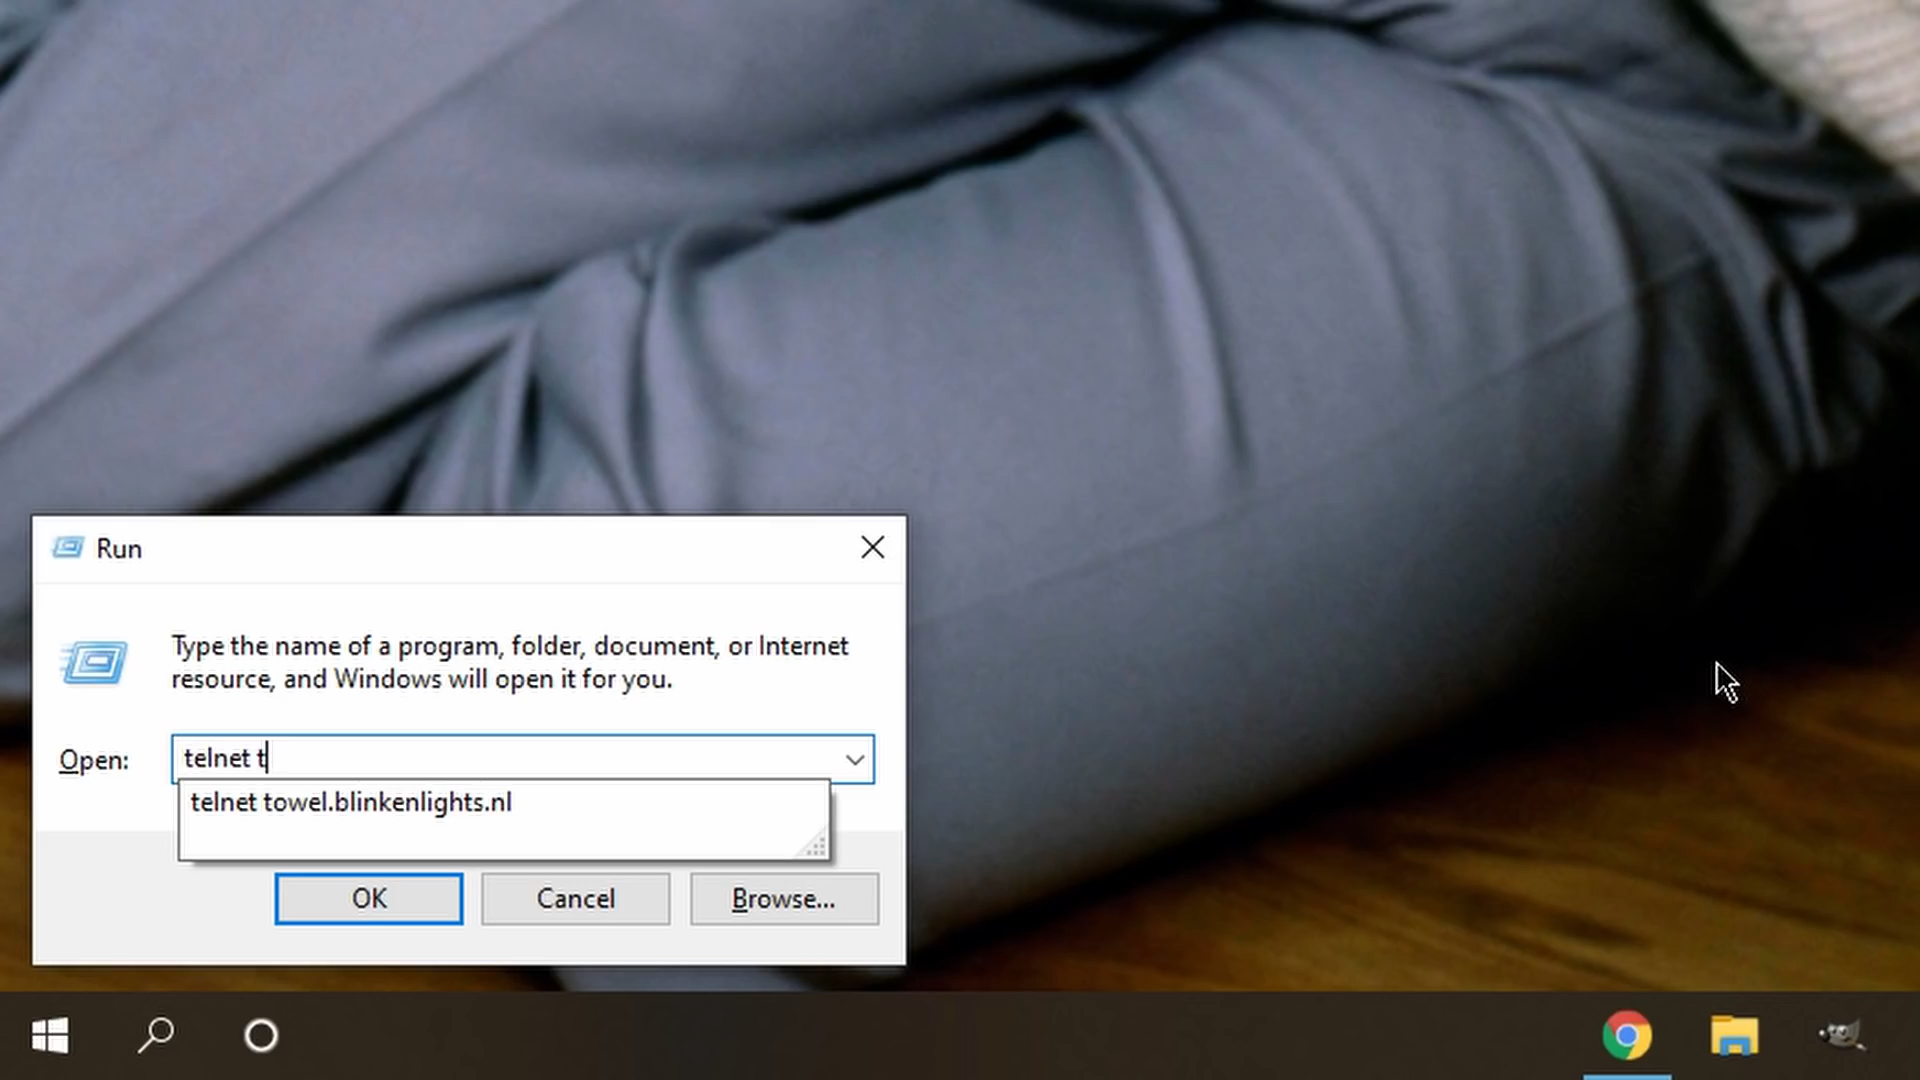 Run
Type the name of a program, folder, document, or Internet
resource, and Windows will open it for you.
Open:
telnet t
telnet towel.blinkenlights.nl
OK
Cancel
Browse...